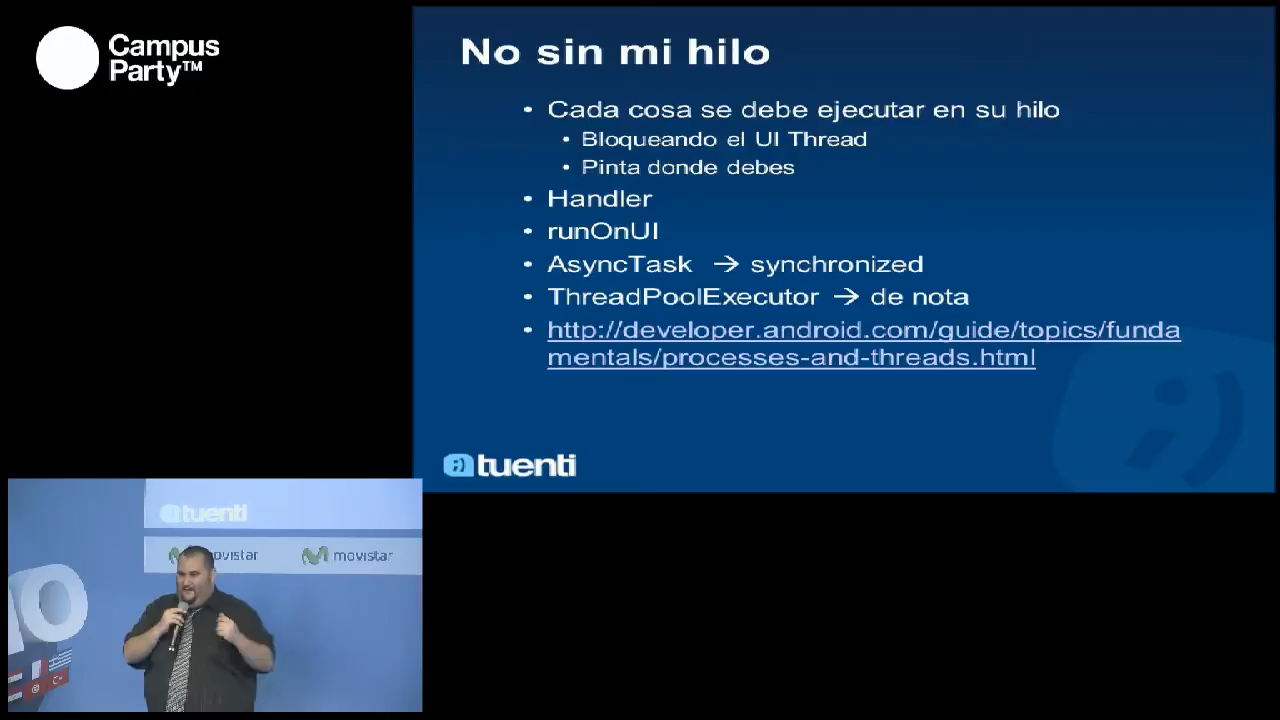 Campus
Party™
No sin mi hilo
• Cada cosa se debe ejecutar en su hilo
• Bloqueando el UI Thread
• Pinta donde debes
• Handler
• runOnUI
• AsyncTask → synchronized
• ThreadPoolExecutor → de nota
• http://developer.android.com/guide/topics/funda
mentals/processes-and-threads.html
;) tuenti
tuenti
movistar movistar